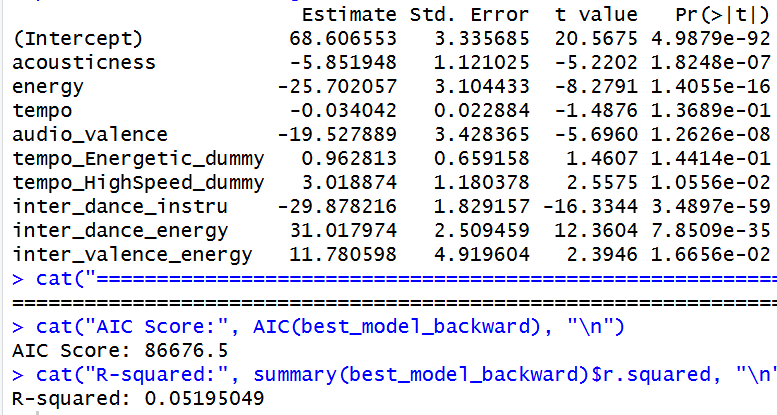 Estimate Std. Error t value Pr(>|t|)
(Intercept) 68.606553 3.335685 20.5675 4.9879e-92
acousticness -5.851948 1.121025 -5.2202 1.8248e-07
energy -25.702057 3.104433 -8.2791 1.4055e-16
tempo -0.034042 0.022884 -1.4876 1.3689e-01
audio_valence -19.527889 3.428365 -5.6960 1.2626e-08
tempo_Energetic_dummy 0.962813 0.659158 1.4607 1.4414e-01
tempo_HighSpeed_dummy 3.018874 1.180378 2.5575 1.0556e-02
inter_dance_instru -29.878216 1.829157 -16.3344 3.4897e-59
inter_dance_energy 31.017974 2.509459 12.3604 7.8509e-35
inter_valence_energy 11.780598 4.919604 2.3946 1.6656e-02
> cat("=========================================================
================================================================
> cat("AIC Score:", AIC(best_model_backward), "\n")
AIC Score: 86676.5
> cat("R-squared:", summary(best_model_backward)$r.squared, "\n"
R-squared: 0.05195049